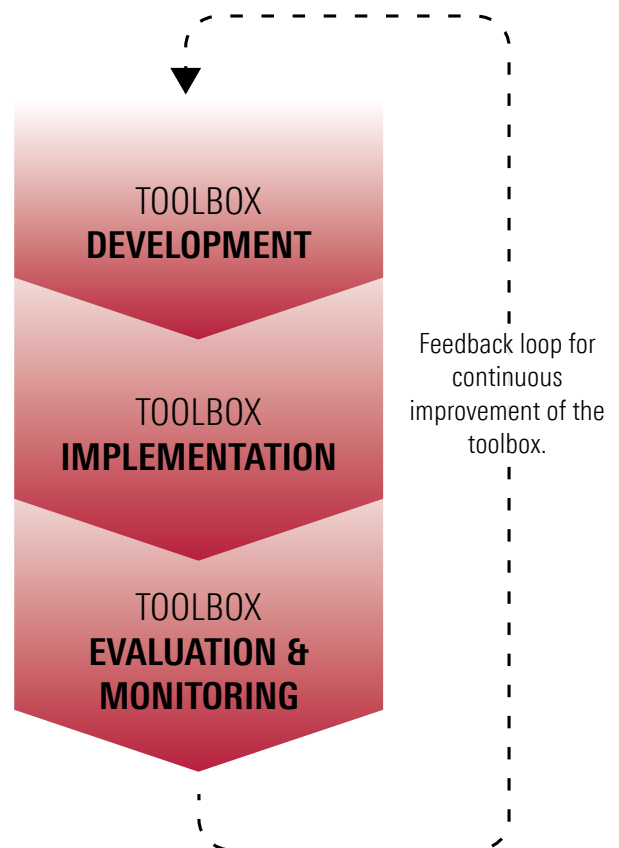 TOOLBOX
DEVELOPMENT
Feedback loop for
continuous
improvement of the
toolbox.
TOOLBOX
IMPLEMENTATION
TOOLBOX
EVALUATION &
MONITORING